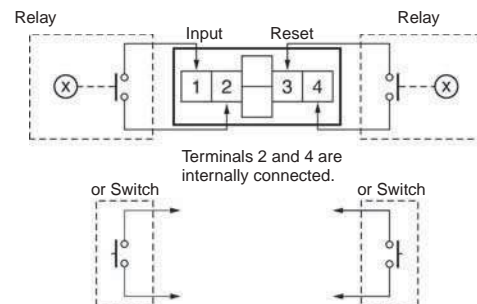 Relay
Relay
Input
Reset
X
1
2
3
4
X
Terminals 2 and 4 are
internally connected.
or Switch
or Switch